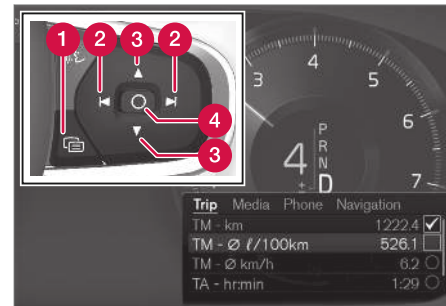 1
2
3
2
4
3
3
4
5
6
7
4
P
R
N
D
+
Trip Media Phone Navigation
TM - km 1222.4
TM - Ø ℓ/100km 526.1
TM - Ø km/h 6.2
TA - hr:min 1:29